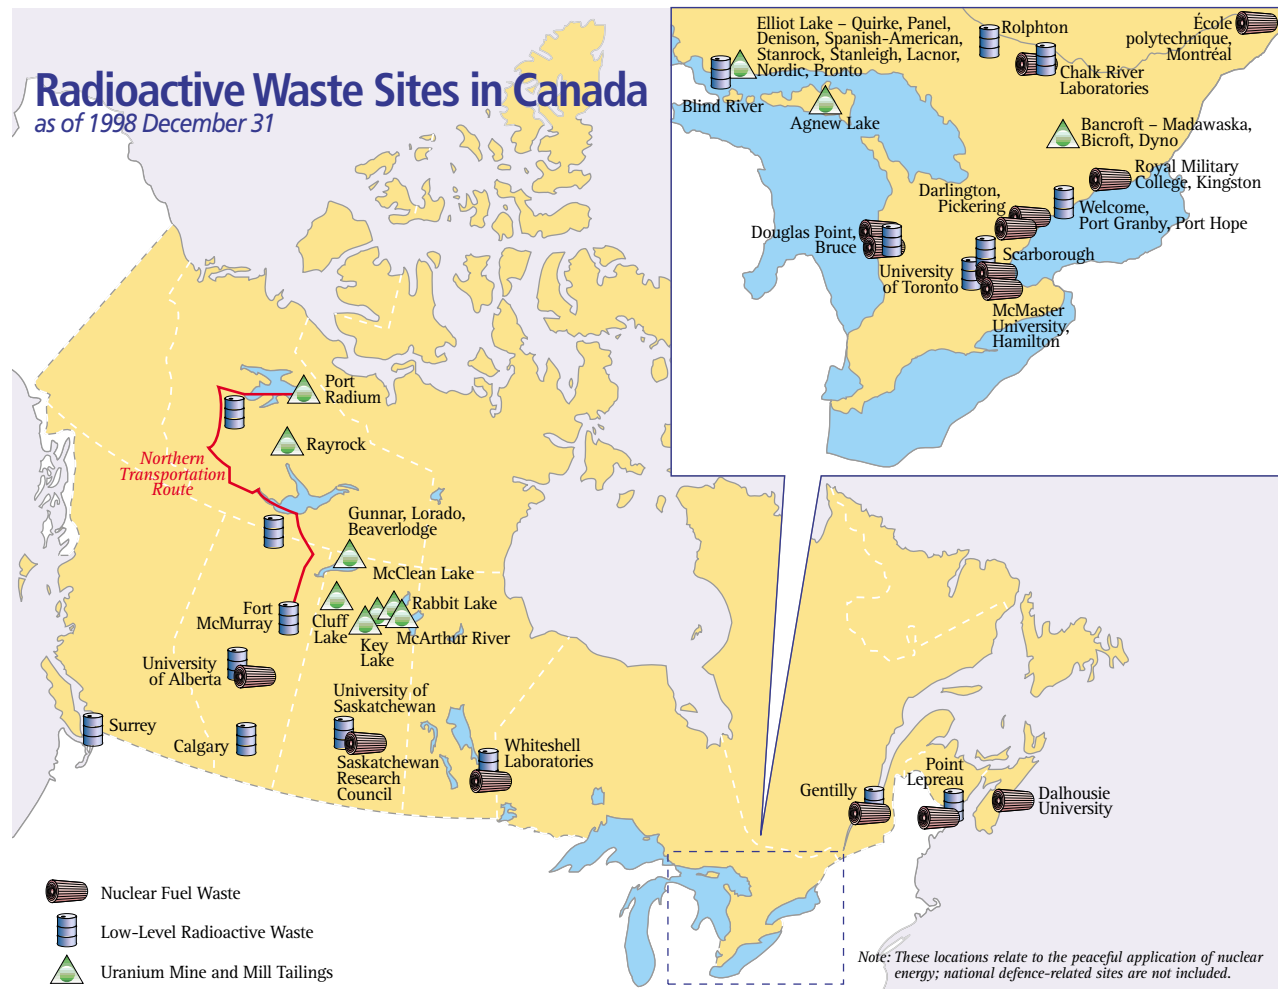 Radioactive Waste Sites in Canada
as of 1998 December 31
Elliot Lake – Quirke, Panel,
Denison, Spanish-American,
Stanrock, Stanleigh, Lacnor,
Nordic, Pronto
Blind River
Agnew Lake
Rolphton
Chalk River
Laboratories
École
polytechnique,
Montréal
Bancroft – Madawaska,
Bicroft, Dyno
Royal Military
College, Kingston
Darlington,
Pickering
Welcome,
Port Granby, Port Hope
Douglas Point,
Bruce
Scarborough
University
of Toronto
McMaster
University,
Hamilton
Port
Radium
Rayrock
Northern
Transportation
Route
Gunnar, Lorado,
Beaverlodge
McClean Lake
Rabbit Lake
Fort
McMurray
Cluff
Lake
Key
Lake
McArthur River
University
of Alberta
University of
Saskatchewan
Surrey
Calgary
Saskatchewan
Research
Council
Whiteshell
Laboratories
Gentilly
Point
Lepreau
Dalhousie
University
Nuclear Fuel Waste
Low-Level Radioactive Waste
Uranium Mine and Mill Tailings
Note: These locations relate to the peaceful application of nuclear
energy; national defence-related sites are not included.